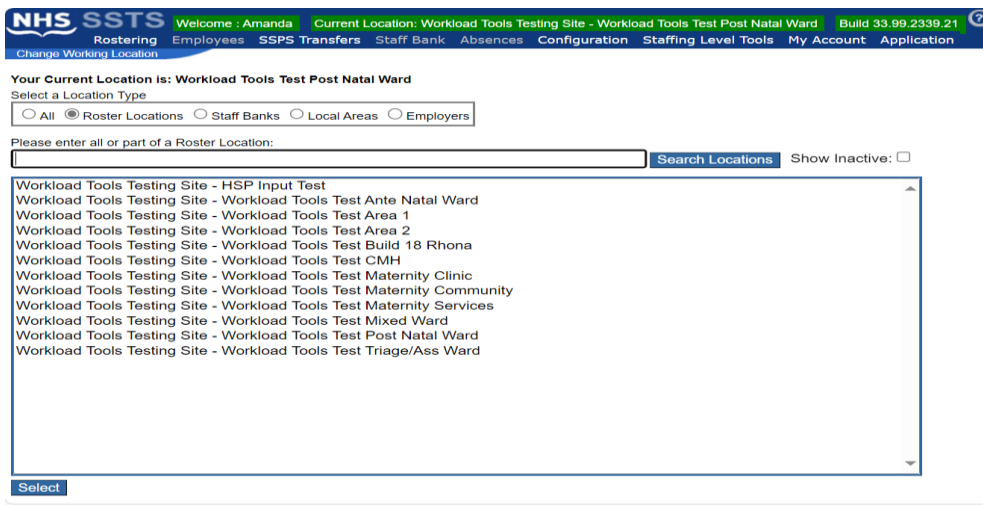 NHS SSTS Welcome : Amanda Current Location: Workload Tools Testing Site - Workload Tools Test Post Natal Ward Build 33.99.2339.21 ?
Rostering Employees SSPS Transfers Staff Bank Absences Configuration Staffing Level Tools My Account Application
Change Working Location
Your Current Location is: Workload Tools Test Post Natal Ward
Select a Location Type
All Roster Locations Staff Banks Local Areas Employers
Please enter all or part of a Roster Location:
Search Locations Show Inactive:
Workload Tools Testing Site - HSP Input Test
Workload Tools Testing Site - Workload Tools Test Ante Natal Ward
Workload Tools Testing Site - Workload Tools Test Area 1
Workload Tools Testing Site - Workload Tools Test Area 2
Workload Tools Testing Site - Workload Tools Test Build 18 Rhona
Workload Tools Testing Site - Workload Tools Test CMH
Workload Tools Testing Site - Workload Tools Test Maternity Clinic
Workload Tools Testing Site - Workload Tools Test Maternity Community
Workload Tools Testing Site - Workload Tools Test Maternity Services
Workload Tools Testing Site - Workload Tools Test Mixed Ward
Workload Tools Testing Site - Workload Tools Test Post Natal Ward
Workload Tools Testing Site - Workload Tools Test Triage/Ass Ward
Select